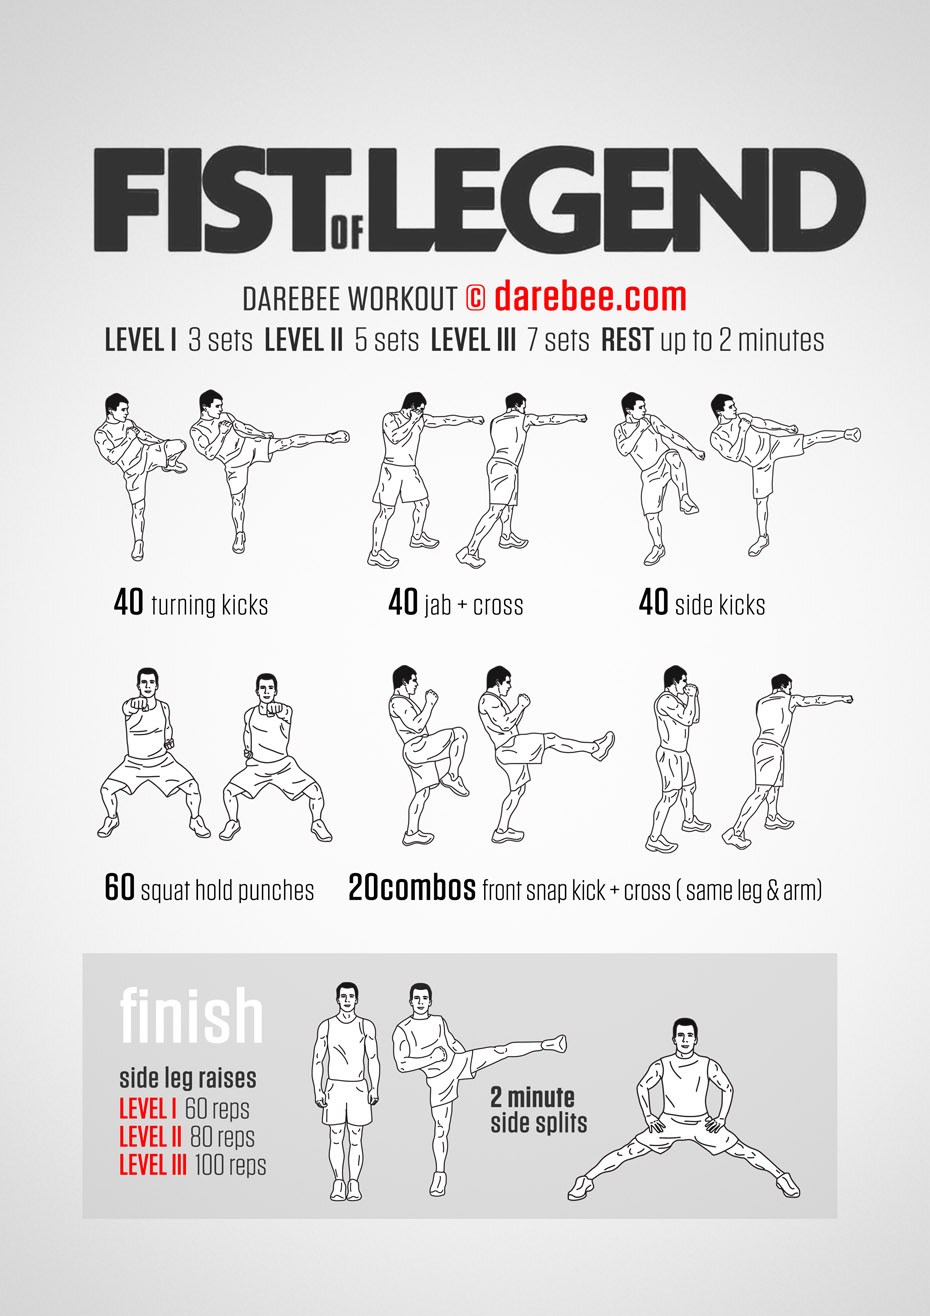 FIST OF LEGEND
DAREBEE WORKOUT © darebee.com
LEVEL I 3 sets LEVEL II 5 sets LEVEL III 7 sets REST up to 2 minutes
40 turning kicks
40 jab + cross
40 side kicks
60 squat hold punches
20combos front snap kick + cross ( same leg & arm)
finish
side leg raises
LEVEL I 60 reps
LEVEL II 80 reps
LEVEL III 100 reps
2 minute
side splits